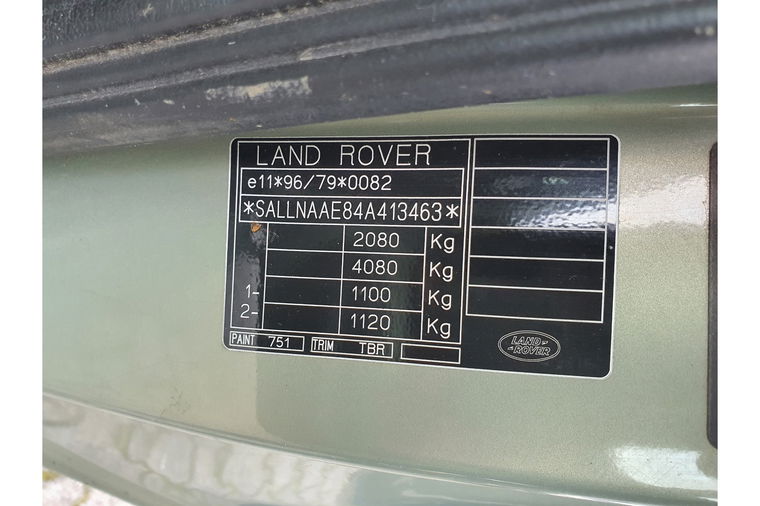 LAND ROVER
e11*96/79*0082
*SALLNAAE84A413463*
2080 Kg
4080 Kg
1- 1100 Kg
2- 1120 Kg
PAINT 751 TRIM TBR
LAND
ROVER